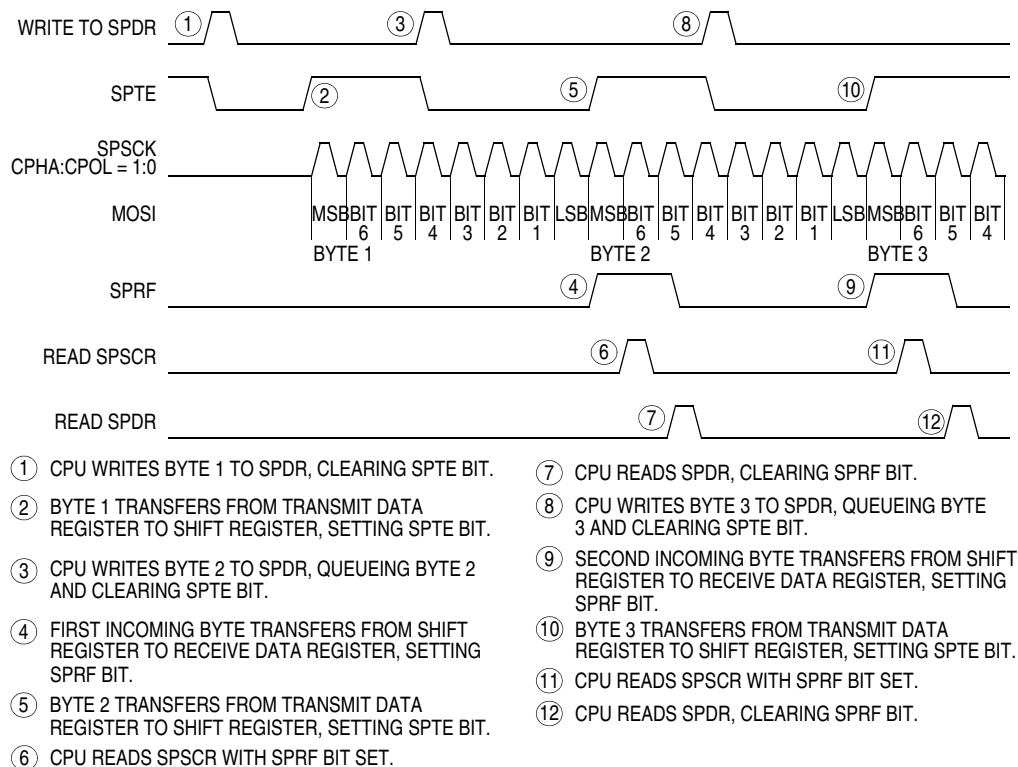 WRITE TO SPDR
1 3 8
SPTE
2 5 10
SPSCK
CPHA:CPOL = 1:0
MOSI
MSB BIT 6 BIT 5 BIT 4 BIT 3 BIT 2 BIT 1 LSB MSB BIT 6 BIT 5 BIT 4 BIT 3 BIT 2 BIT 1 LSB MSB BIT 6 BIT 5 BIT 4
BYTE 1 BYTE 2 BYTE 3
SPRF
4 9
READ SPSCR
6 11
READ SPDR
7 12
1 CPU WRITES BYTE 1 TO SPDR, CLEARING SPTE BIT.
2 BYTE 1 TRANSFERS FROM TRANSMIT DATA
REGISTER TO SHIFT REGISTER, SETTING SPTE BIT.
3 CPU WRITES BYTE 2 TO SPDR, QUEUEING BYTE 2
AND CLEARING SPTE BIT.
4 FIRST INCOMING BYTE TRANSFERS FROM SHIFT
REGISTER TO RECEIVE DATA REGISTER, SETTING
SPRF BIT.
5 BYTE 2 TRANSFERS FROM TRANSMIT DATA
REGISTER TO SHIFT REGISTER, SETTING SPTE BIT.
6 CPU READS SPSCR WITH SPRF BIT SET.
7 CPU READS SPDR, CLEARING SPRF BIT.
8 CPU WRITES BYTE 3 TO SPDR, QUEUEING BYTE
3 AND CLEARING SPTE BIT.
9 SECOND INCOMING BYTE TRANSFERS FROM SHIFT
REGISTER TO RECEIVE DATA REGISTER, SETTING
SPRF BIT.
10 BYTE 3 TRANSFERS FROM TRANSMIT DATA
REGISTER TO SHIFT REGISTER, SETTING SPTE BIT.
11 CPU READS SPSCR WITH SPRF BIT SET.
12 CPU READS SPDR, CLEARING SPRF BIT.